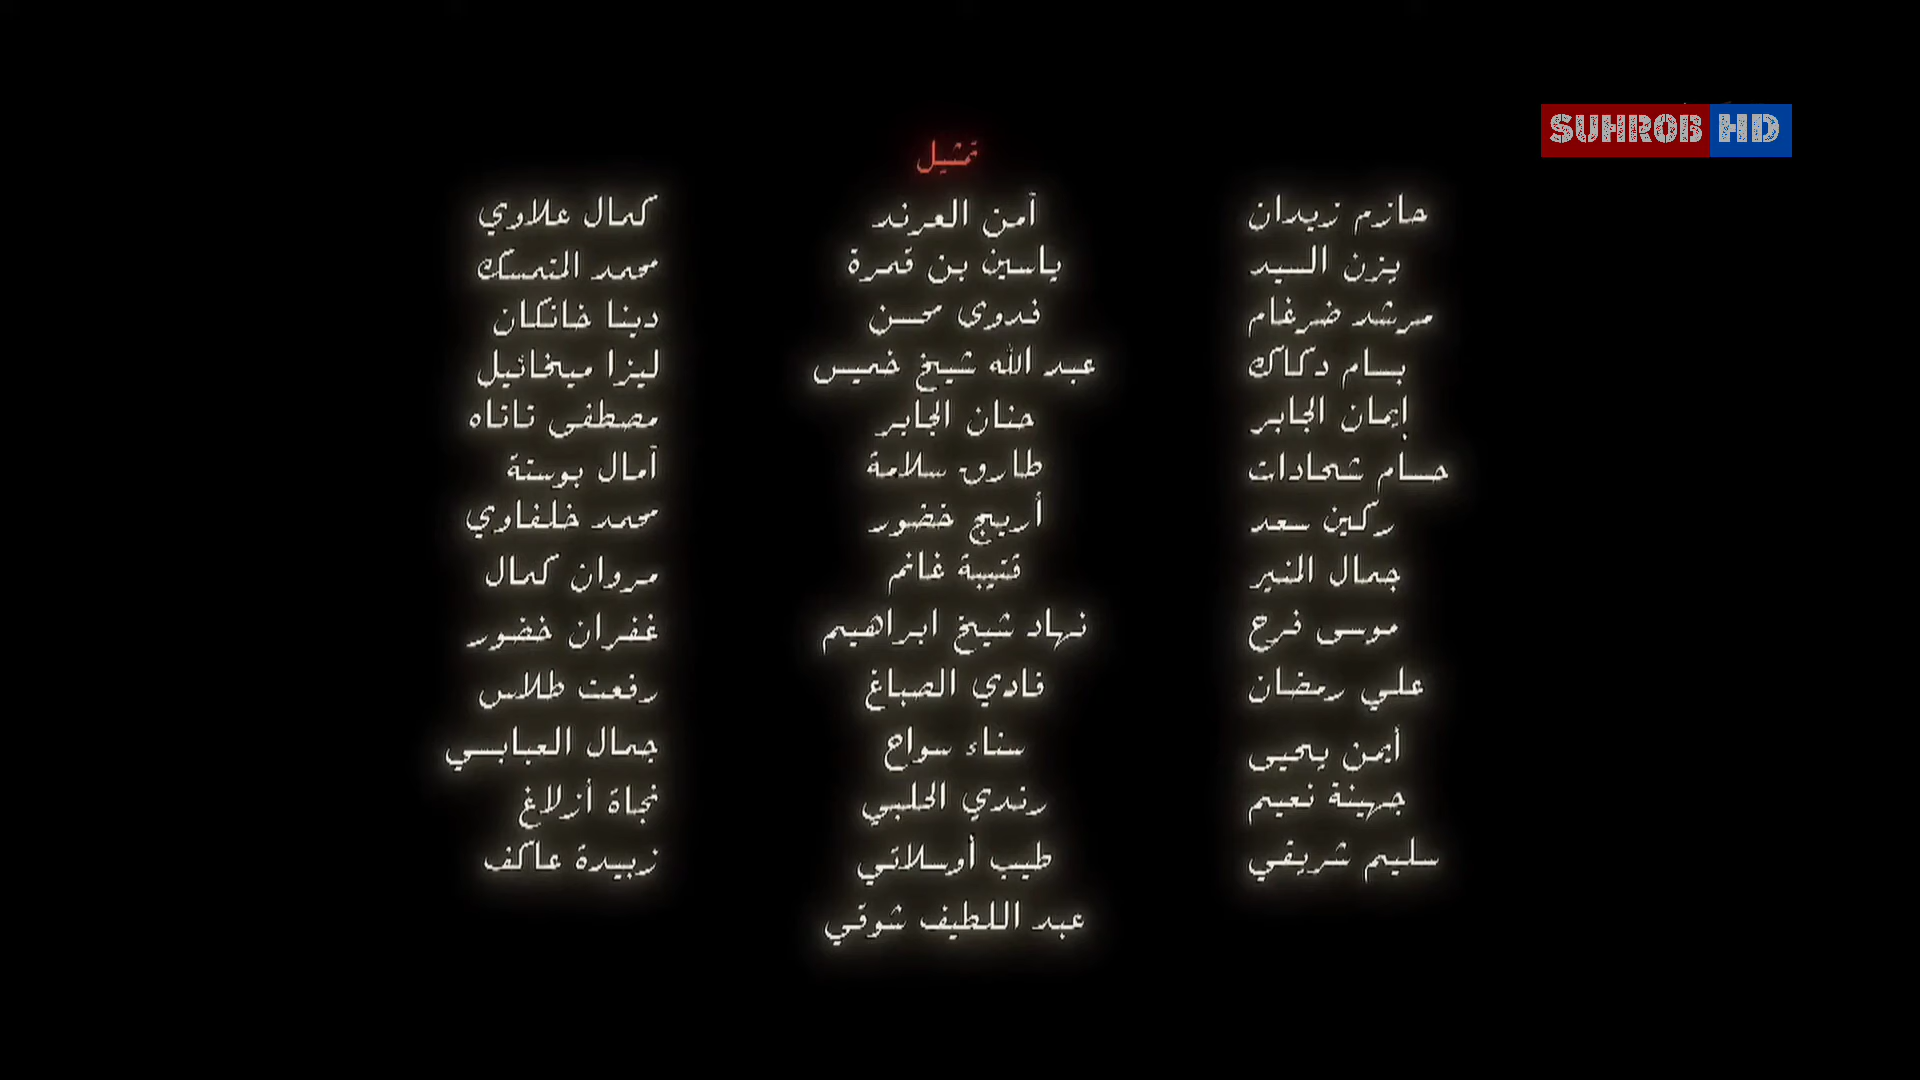 SUHROB HD
تمثيل
حازم زيدان
يزن السيد
مرشد ضرغام
بسام دكاك
إيمان الجابر
حسام شحادات
ركين سعد
جمال المنير
موسى فرح
علي رمضان
أيمن يحيى
جهينة نعيم
سليم شريقي
آمن العرند
ياسين بن قمرة
فدوى محسن
عبد الله شيخ خميس
حنان الجابر
طارق سلامة
أريج خضور
قتيبة غانم
نهاد شيخ ابراهيم
فادي الصباغ
سناء سواح
رندي الحلبي
طيب أوسلاتي
عبد اللطيف شوقي
كمال علاوي
محمد المتمسك
دينا خانكان
ليزا ميخائيل
مصطفى تاتاه
آمال بوستة
محمد خلفاوي
مروان كمال
غفران خضور
رفعت طلاس
جمال العبابسي
نجاة أزلاغ
زبيدة عاكف